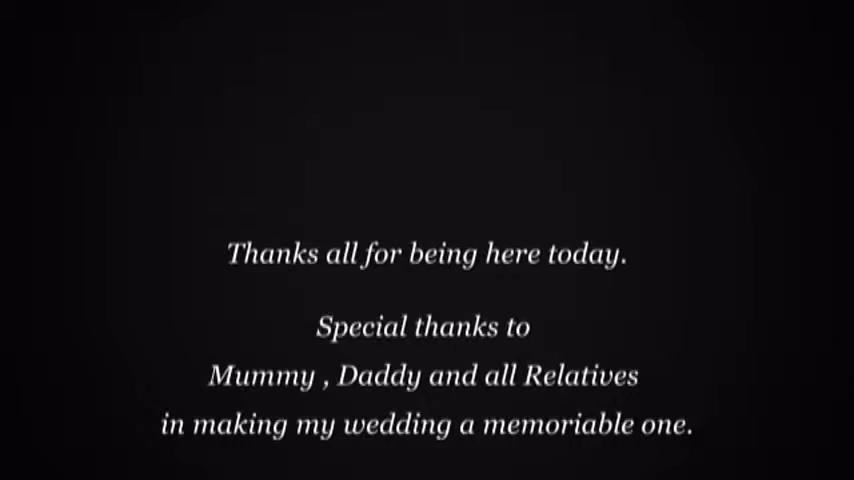 Thanks all for being here today.
Special thanks to
Mummy , Daddy and all Relatives
in making my wedding a memoriable one.